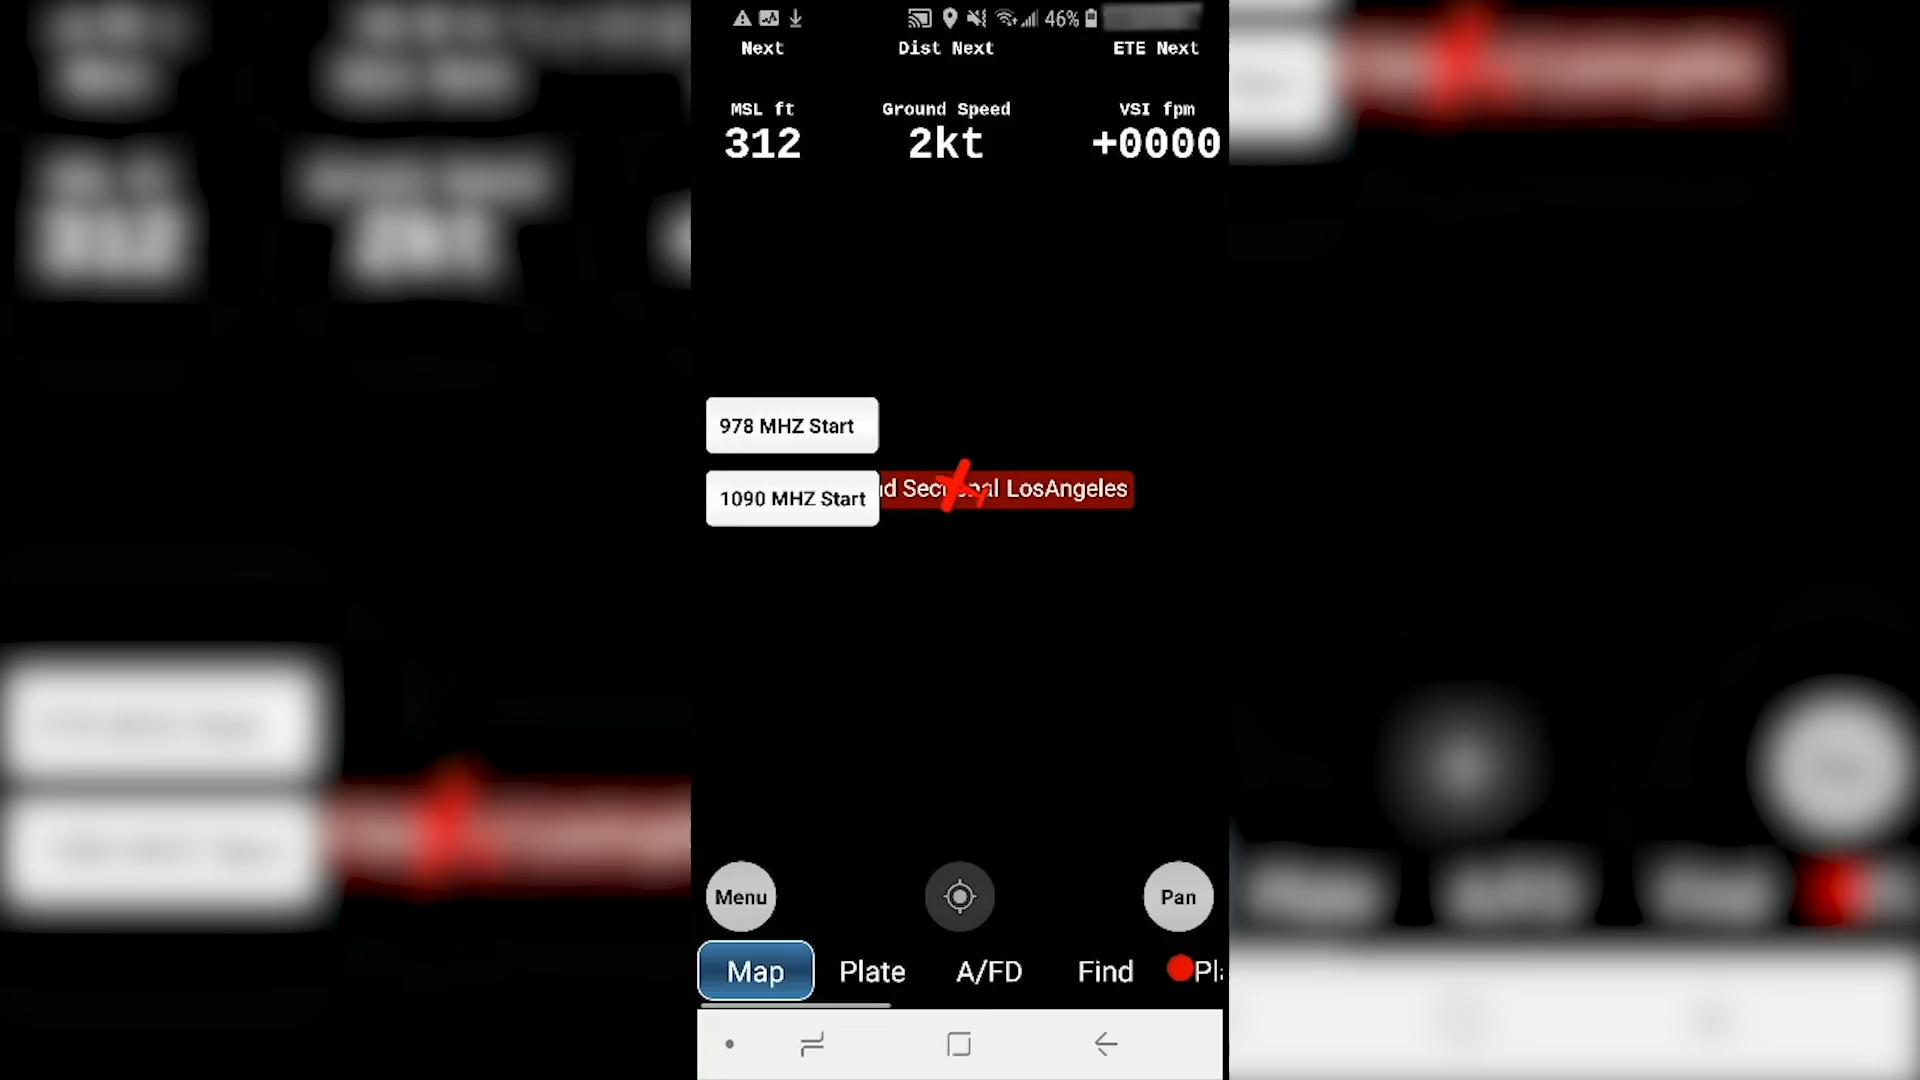 46%
Next Dist Next ETE Next
MSL ft Ground Speed VSI fpm
312 2kt +0000
978 MHZ Start
1090 MHZ Start
Sectional LosAngeles
Menu Pan
Map Plate A/FD Find